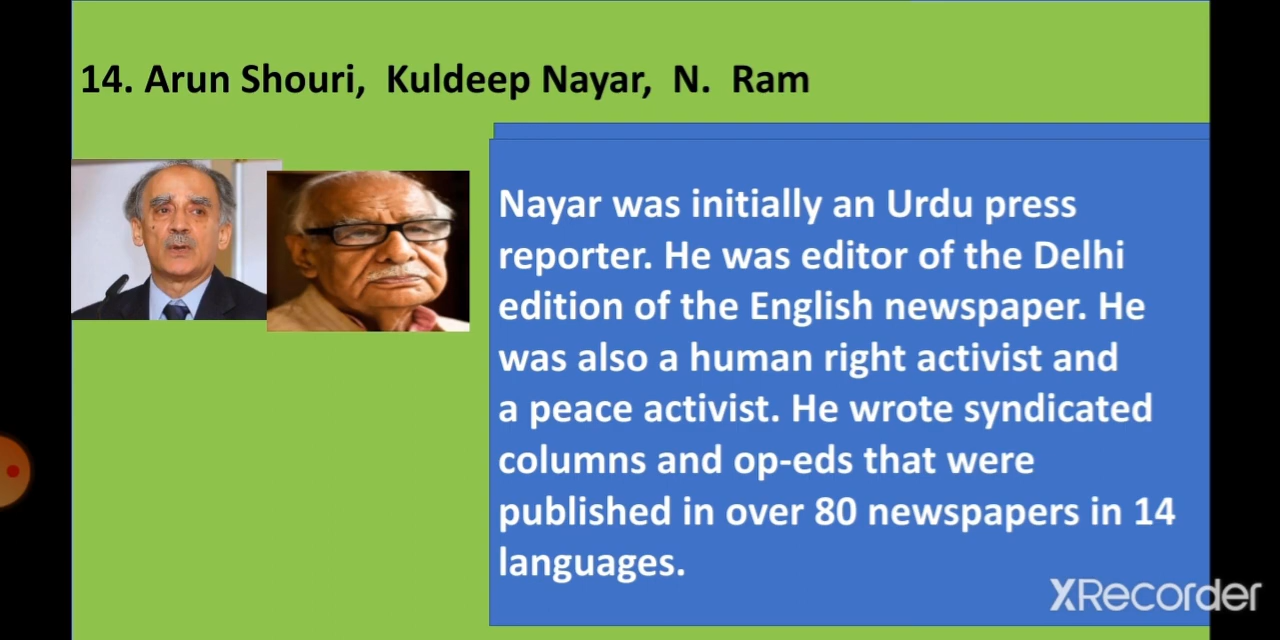 14. Arun Shouri, Kuldeep Nayar, N. Ram
Nayar was initially an Urdu press
reporter. He was editor of the Delhi
edition of the English newspaper. He
was also a human right activist and
a peace activist. He wrote syndicated
columns and op-eds that were
published in over 80 newspapers in 14
languages.
XRecorder